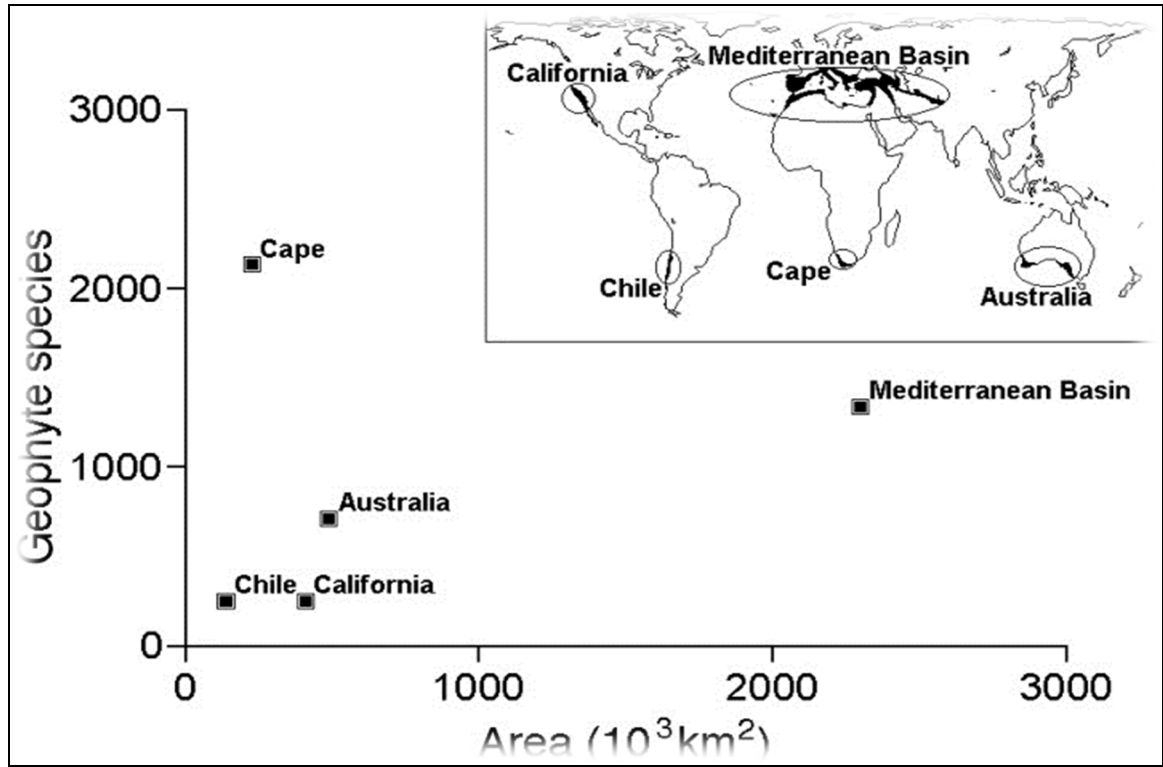 Mediterranean Basin
California
Chile
Cape
Australia
3000
2000
1000
0
Geophyte species
Cape
Mediterranean Basin
Australia
Chile California
0 1000 2000 3000
Area (10³km²)